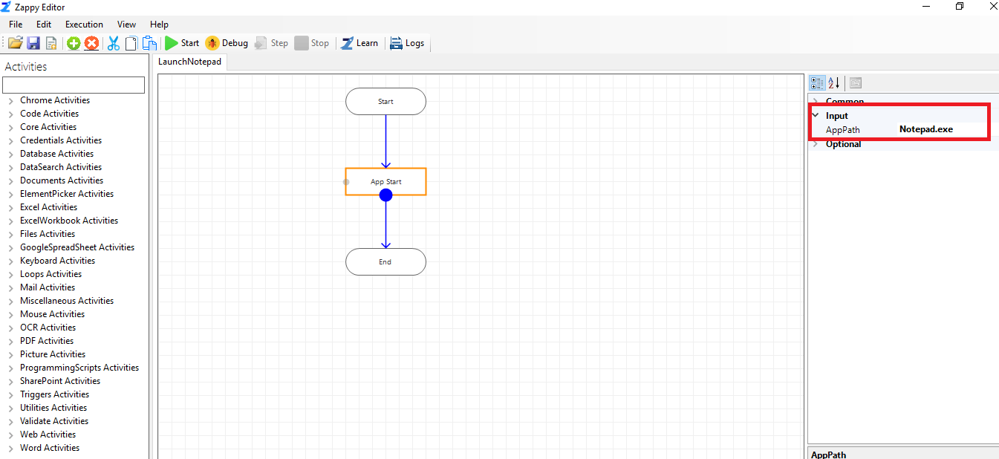 Zappy Editor
File Edit Execution View Help
Start Debug Step Stop Learn Logs
Activities
Chrome Activities
Code Activities
Core Activities
Credentials Activities
Database Activities
DataSearch Activities
Documents Activities
ElementPicker Activities
Excel Activities
ExcelWorkbook Activities
Files Activities
GoogleSpreadSheet Activities
Keyboard Activities
Loops Activities
Mail Activities
Miscellaneous Activities
Mouse Activities
OCR Activities
PDF Activities
Picture Activities
ProgrammingScripts Activities
SharePoint Activities
Triggers Activities
Utilities Activities
Validate Activities
Web Activities
Word Activities
LaunchNotepad
Start
App Start
End
Common
Input
AppPath Notepad.exe
Optional
AppPath